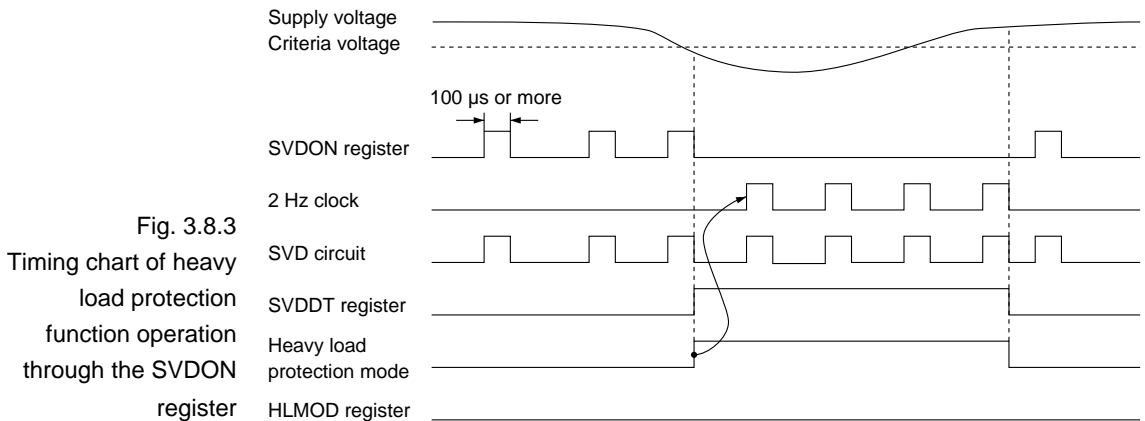 Supply voltage
Criteria voltage
100 µs or more
SVDON register
2 Hz clock
SVD circuit
SVDDT register
Heavy load
protection mode
HLMOD register
Fig. 3.8.3
Timing chart of heavy
load protection
function operation
through the SVDON
register